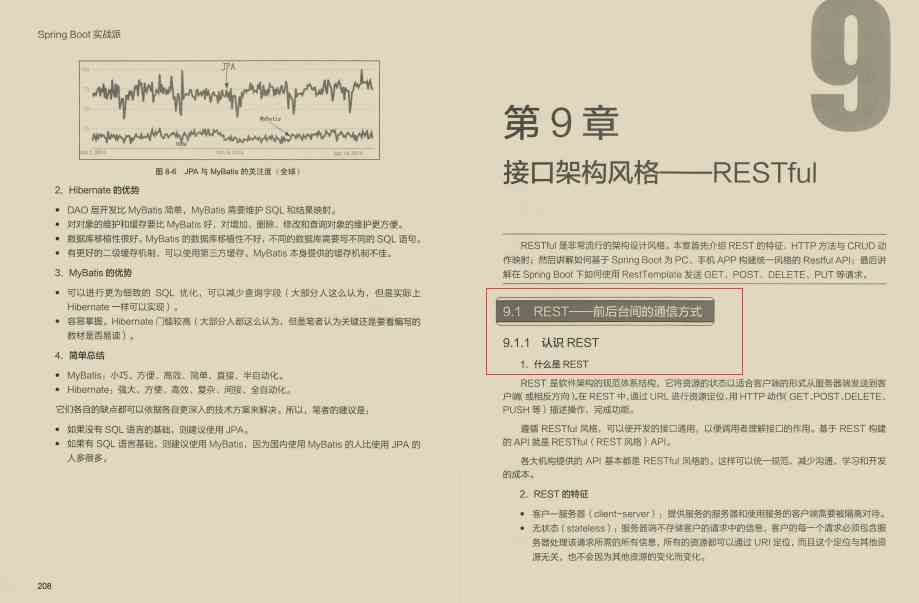 Spring Boot 实战派
JPA
MyBatis
图 8-6 JPA 与 MyBatis 的关注度（全球）
2. Hibernate 的优势
• DAO 层开发比 MyBatis 简单，MyBatis 需要维护 SQL 和结果映射。
• 对对象的维护和缓存要比 MyBatis 好，对增加、删除、修改和查询对象的维护更方便。
• 数据库移植性很好。MyBatis 的数据库移植性不好，不同的数据库需要写不同的 SQL 语句。
• 有更好的二级缓存机制，可以使用第三方缓存。MyBatis 本身提供的缓存机制不佳。
3. MyBatis 的优势
• 可以进行更为细致的 SQL 优化，可以减少查询字段（大部分人这么认为，但是实际上
Hibernate 一样可以实现）。
• 容易掌握。Hibernate 门槛较高（大部分人都这么认为，但是笔者认为关键还是要看编写的
教材是否易读）。
4. 简单总结
• MyBatis：小巧、方便、高效、简单、直接、半自动化。
• Hibernate：强大、方便、高效、复杂、间接、全自动化。
它们各自的缺点都可以依据各自更深入的技术方案来解决。所以，笔者的建议是：
• 如果没有 SQL 语言的基础，则建议使用 JPA。
• 如果有 SQL 语言基础，则建议使用 MyBatis，因为国内使用 MyBatis 的人比使用 JPA 的
人多很多。
208
9
第 9 章
接口架构风格——RESTful
RESTful 是非常流行的架构设计风格。本章首先介绍 REST 的特征、HTTP 方法与 CRUD 动
作映射；然后讲解如何基于 Spring Boot 为 PC、手机 APP 构建统一风格的 Restful API；最后讲
解在 Spring Boot 下如何使用 RestTemplate 发送 GET、POST、DELETE、PUT 等请求。
9.1 REST——前后台间的通信方式
9.1.1 认识 REST
1. 什么是 REST
REST 是软件架构的规范体系结构，它将资源的状态以适合客户端的形式从服务器端发送到客
户端（或相反方向）。在 REST 中，通过 URL 进行资源定位，用 HTTP 动作（GET、POST、DELETE、
PUSH 等）描述操作，完成功能。
遵循 RESTful 风格，可以使开发的接口通用，以便调用者理解接口的作用。基于 REST 构建
的 API 就是 RESTful（REST 风格）API。
各大机构提供的 API 基本都是 RESTful 风格的。这样可以统一规范、减少沟通、学习和开发
的成本。
2. REST 的特征
• 客户—服务器（client-server）：提供服务的服务器和使用服务的客户端需要被隔离对待。
• 无状态（stateless）：服务器端不存储客户的请求中的信息，客户的每一个请求必须包含服
务器处理该请求所需的所有信息，所有的资源都可以通过 URI 定位，而且这个定位与其他资
源无关，也不会因为其他资源的变化而变化。